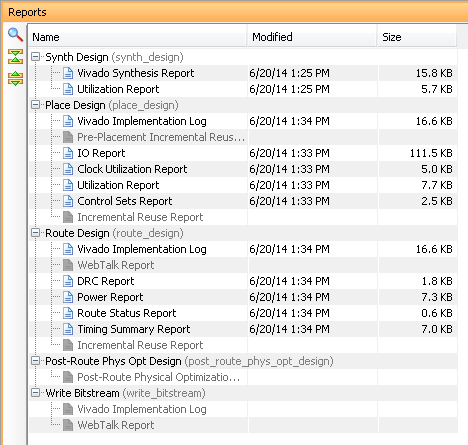 Reports
Name Modified Size
Synth Design (synth_design)
Vivado Synthesis Report 6/20/14 1:25 PM 15.8 KB
Utilization Report 6/20/14 1:25 PM 5.7 KB
Place Design (place_design)
Vivado Implementation Log 6/20/14 1:34 PM 16.6 KB
Pre-Placement Incremental Reus...
IO Report 6/20/14 1:33 PM 111.5 KB
Clock Utilization Report 6/20/14 1:33 PM 5.0 KB
Utilization Report 6/20/14 1:33 PM 7.7 KB
Control Sets Report 6/20/14 1:33 PM 2.5 KB
Incremental Reuse Report
Route Design (route_design)
Vivado Implementation Log 6/20/14 1:34 PM 16.6 KB
WebTalk Report
DRC Report 6/20/14 1:34 PM 1.8 KB
Power Report 6/20/14 1:34 PM 7.3 KB
Route Status Report 6/20/14 1:34 PM 0.6 KB
Timing Summary Report 6/20/14 1:34 PM 7.0 KB
Incremental Reuse Report
Post-Route Phys Opt Design (post_route_phys_opt_design)
Post-Route Physical Optimizatio...
Write Bitstream (write_bitstream)
Vivado Implementation Log
WebTalk Report